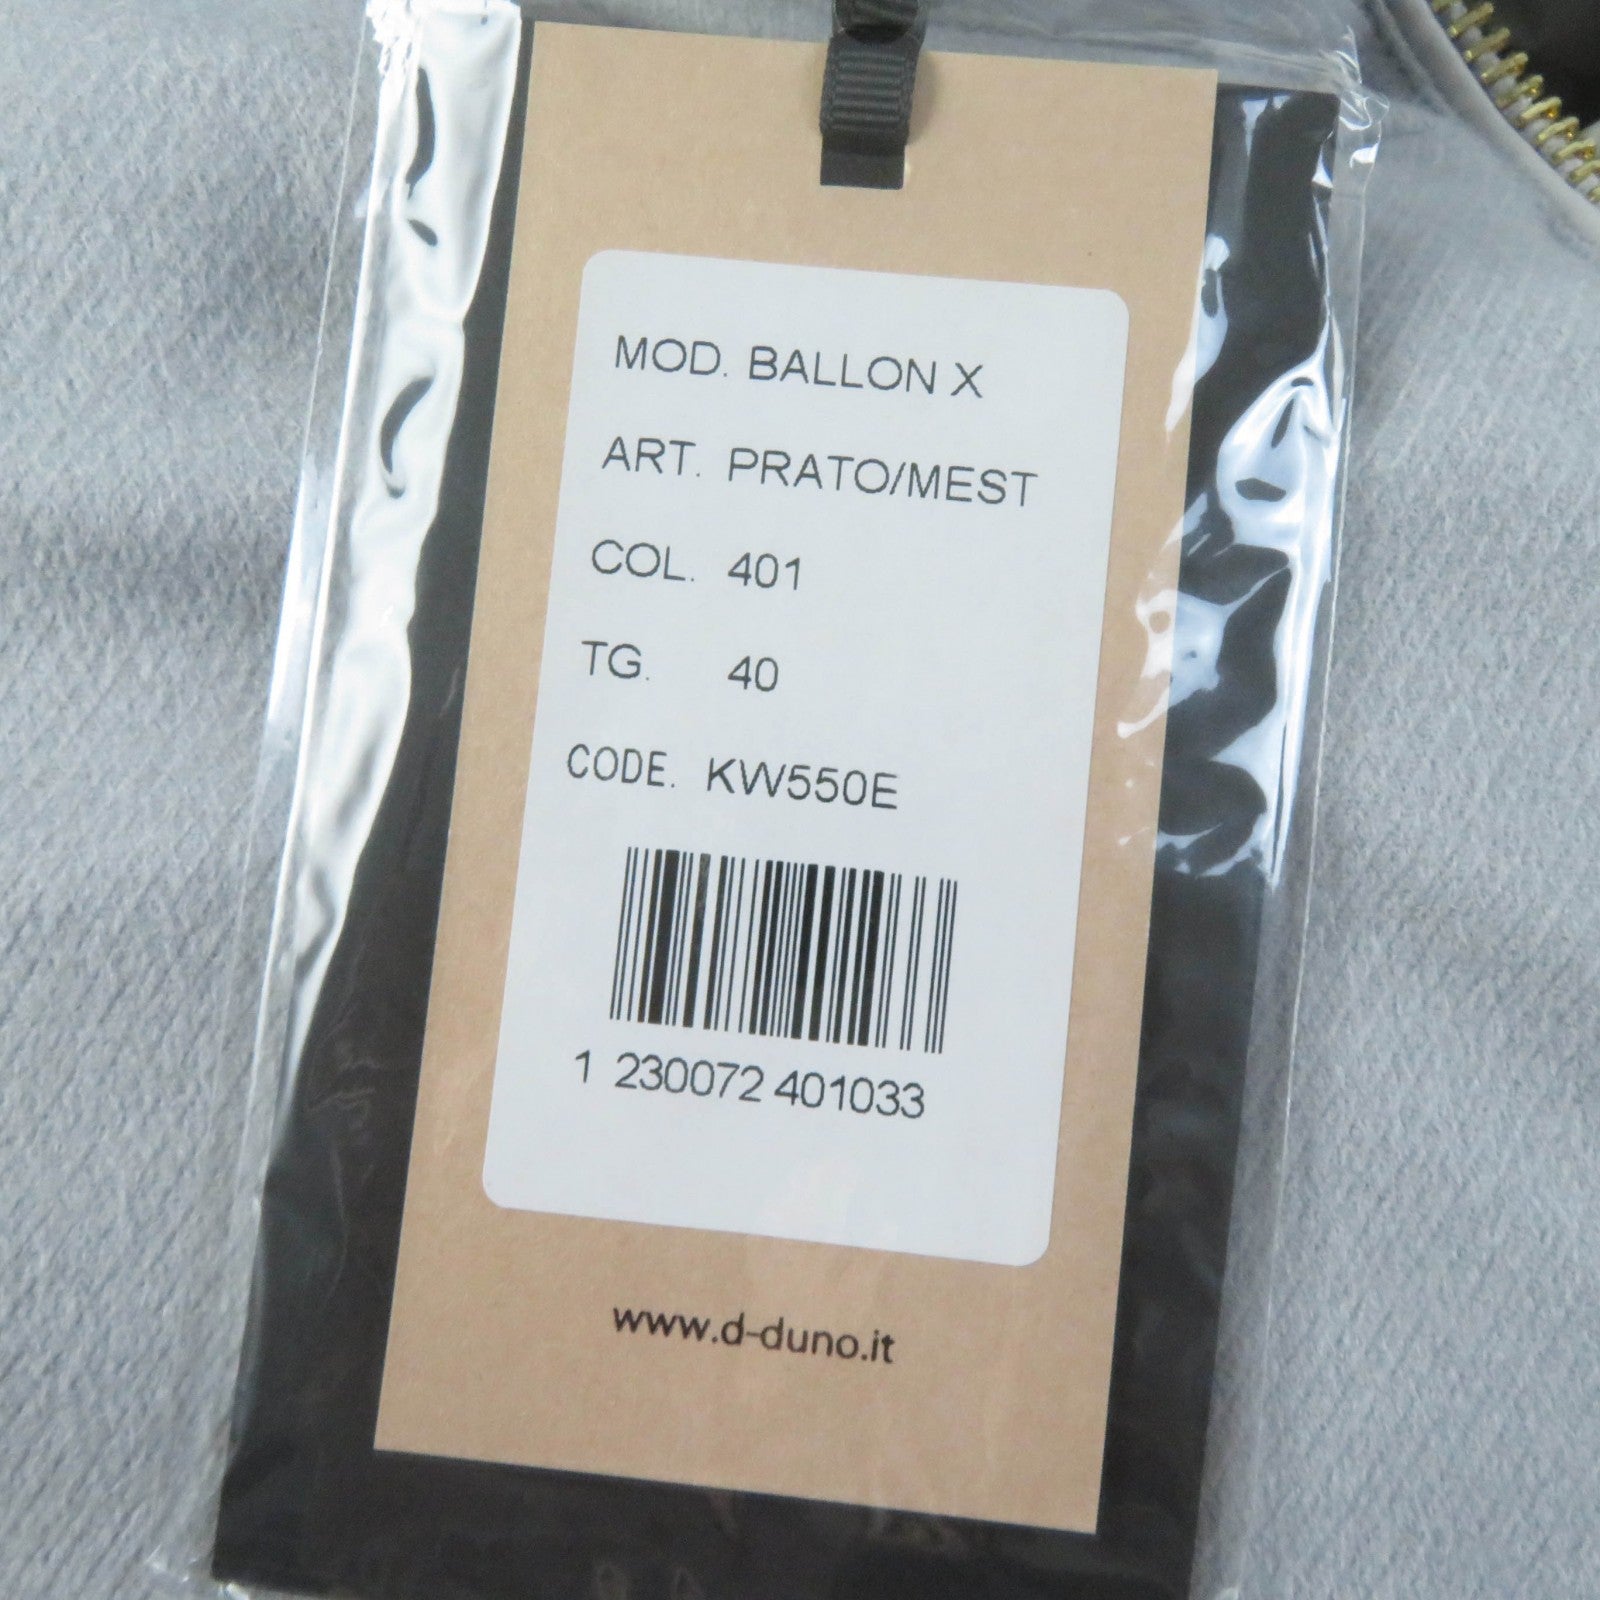 MOD. BALLON X
ART. PRATO/MEST
COL. 401
TG. 40
CODE. KW550E
1 230072 401033
www.d-duno.it